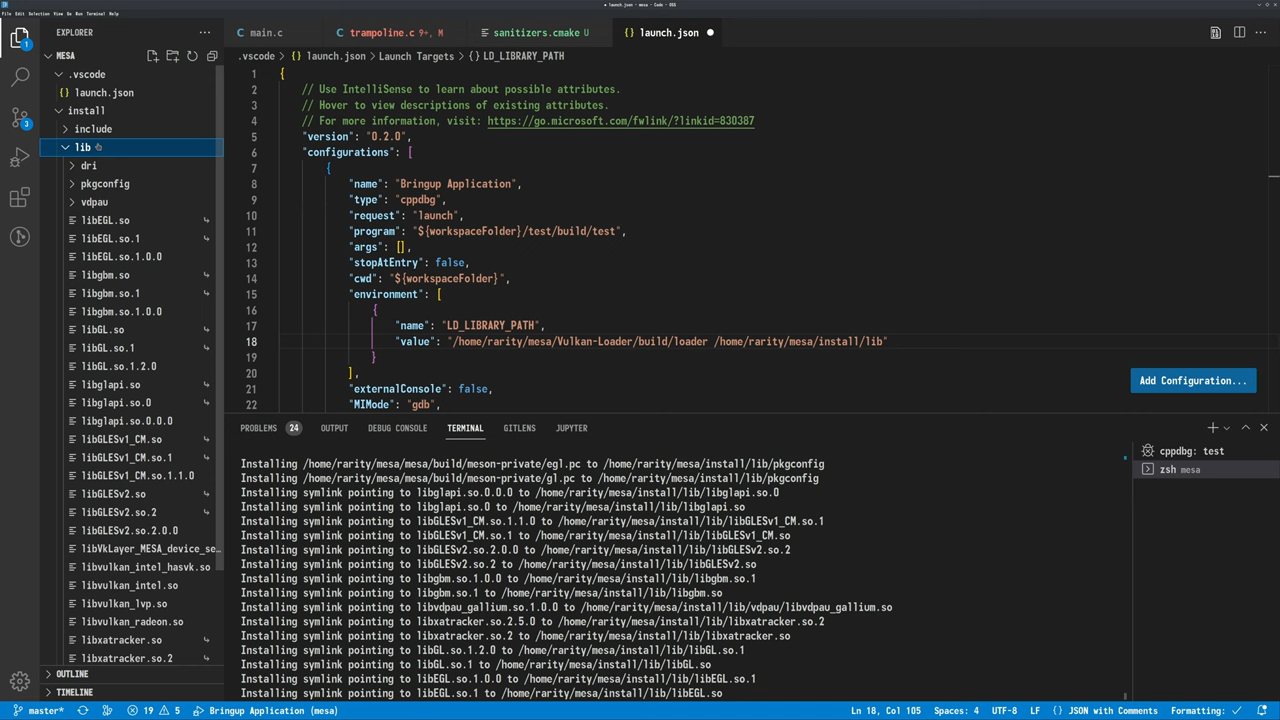 launch.json - mesa - Code - OSS
File Edit Selection View Go Run Terminal Help
EXPLORER
MESA
.vscode
launch.json
install
include
lib
dri
pkgconfig
vdpau
libEGL.so
libEGL.so.1
libEGL.so.1.0.0
libgbm.so
libgbm.so.1
libgbm.so.1.0.0
libGL.so
libGL.so.1
libGL.so.1.2.0
libglapi.so
libglapi.so.0
libglapi.so.0.0.0
libGLESv1_CM.so
libGLESv1_CM.so.1
libGLESv1_CM.so.1.1.0
libGLESv2.so
libGLESv2.so.2
libGLESv2.so.2.0.0
libVkLayer_MESA_device_se...
libvulkan_intel_hasvk.so
libvulkan_intel.so
libvulkan_lvp.so
libvulkan_radeon.so
libxatracker.so
libxatracker.so.2
OUTLINE
TIMELINE
1
3
main.c
trampoline.c 9+, M
sanitizers.cmake U
launch.json
.vscode > launch.json > Launch Targets > {} LD_LIBRARY_PATH
1 {
2 // Use IntelliSense to learn about possible attributes.
3 // Hover to view descriptions of existing attributes.
4 // For more information, visit: https://go.microsoft.com/fwlink/?linkid=830387
5 "version": "0.2.0",
6 "configurations": [
7 {
8 "name": "Bringup Application",
9 "type": "cppdbg",
10 "request": "launch",
11 "program": "${workspaceFolder}/test/build/test",
12 "args": [],
13 "stopAtEntry": false,
14 "cwd": "${workspaceFolder}",
15 "environment": [
16 {
17 "name": "LD_LIBRARY_PATH",
18 "value": "/home/rarity/mesa/Vulkan-Loader/build/loader /home/rarity/mesa/install/lib"
19 }
20 ],
21 "externalConsole": false,
22 "MIMode": "gdb",
Add Configuration...
PROBLEMS 24 OUTPUT DEBUG CONSOLE TERMINAL GITLENS JUPYTER
Installing /home/rarity/mesa/mesa/build/meson-private/egl.pc to /home/rarity/mesa/install/lib/pkgconfig
Installing /home/rarity/mesa/mesa/build/meson-private/gl.pc to /home/rarity/mesa/install/lib/pkgconfig
Installing symlink pointing to libglapi.so.0.0.0 to /home/rarity/mesa/install/lib/libglapi.so.0
Installing symlink pointing to libglapi.so.0 to /home/rarity/mesa/install/lib/libglapi.so
Installing symlink pointing to libGLESv1_CM.so.1.1.0 to /home/rarity/mesa/install/lib/libGLESv1_CM.so.1
Installing symlink pointing to libGLESv1_CM.so.1 to /home/rarity/mesa/install/lib/libGLESv1_CM.so
Installing symlink pointing to libGLESv2.so.2.0.0 to /home/rarity/mesa/install/lib/libGLESv2.so.2
Installing symlink pointing to libGLESv2.so.2 to /home/rarity/mesa/install/lib/libGLESv2.so
Installing symlink pointing to libgbm.so.1.0.0 to /home/rarity/mesa/install/lib/libgbm.so.1
Installing symlink pointing to libgbm.so.1 to /home/rarity/mesa/install/lib/libgbm.so
Installing symlink pointing to libvdpau_gallium.so.1.0.0 to /home/rarity/mesa/install/lib/vdpau/libvdpau_gallium.so
Installing symlink pointing to libxatracker.so.2.5.0 to /home/rarity/mesa/install/lib/libxatracker.so.2
Installing symlink pointing to libxatracker.so.2 to /home/rarity/mesa/install/lib/libxatracker.so
Installing symlink pointing to libGL.so.1.2.0 to /home/rarity/mesa/install/lib/libGL.so.1
Installing symlink pointing to libGL.so.1 to /home/rarity/mesa/install/lib/libGL.so
Installing symlink pointing to libEGL.so.1.0.0 to /home/rarity/mesa/install/lib/libEGL.so.1
Installing symlink pointing to libEGL.so.1 to /home/rarity/mesa/install/lib/libEGL.so
cppdbg: test
zsh mesa
master* 19 5 Bringup Application (mesa) Ln 18, Col 105 Spaces: 4 UTF-8 LF {} JSON with Comments Formatting: